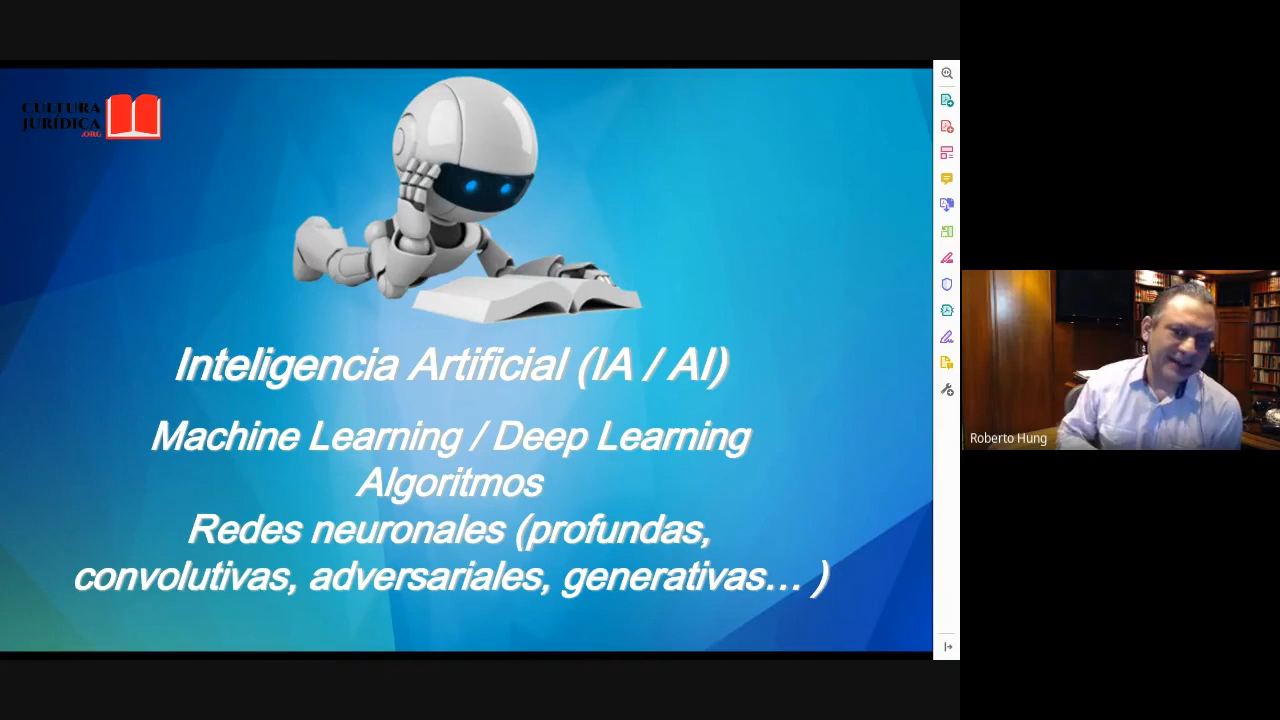 CULTURA
JURÍDICA
.ORG
Inteligencia Artificial (IA / AI)
Machine Learning / Deep Learning
Algoritmos
Redes neuronales (profundas,
convolutivas, adversariales, generativas... )
Roberto Hung